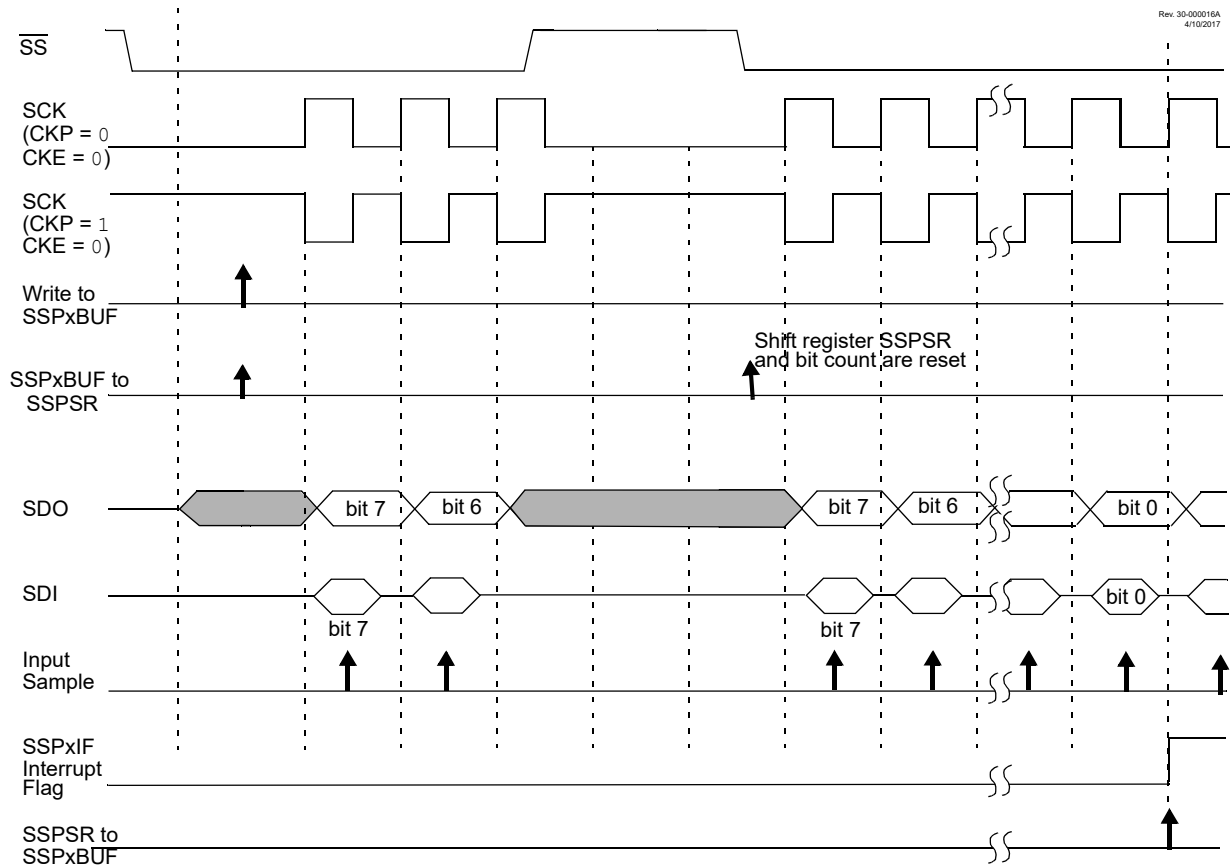 Rev. 30-000016A
4/10/2017
SS
SCK
(CKP = 0
CKE = 0)
SCK
(CKP = 1
CKE = 0)
Write to
SSPxBUF
Shift register SSPSR
and bit count are reset
SSPxBUF to
SSPSR
SDO
bit 7
bit 6
bit 7
bit 6
bit 0
SDI
bit 0
bit 7
bit 7
Input
Sample
SSPxIF
Interrupt
Flag
SSPSR to
SSPxBUF